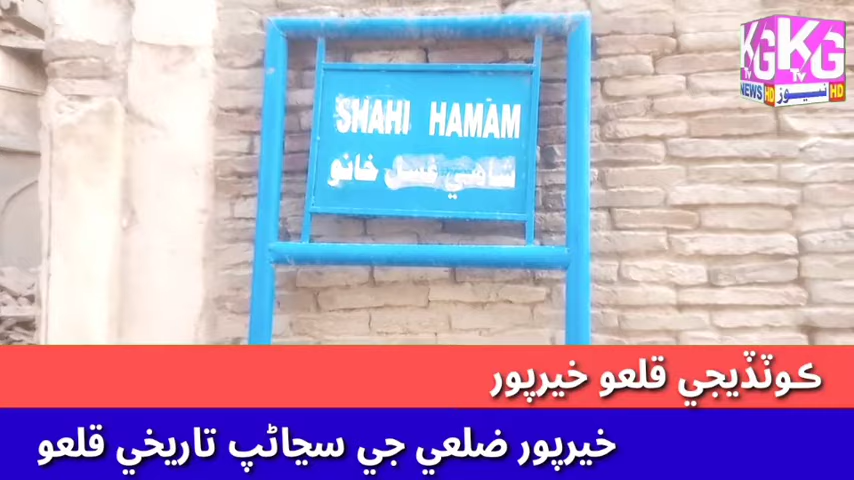 SHAHI HAMAM
شاهي غسل خانو
KG KG
TV TV
NEWS HD نيوز HD
ڪوٽڏيجي قلعو خيرپور
خيرپور ضلعي جي سڃاڻپ تاريخي قلعو